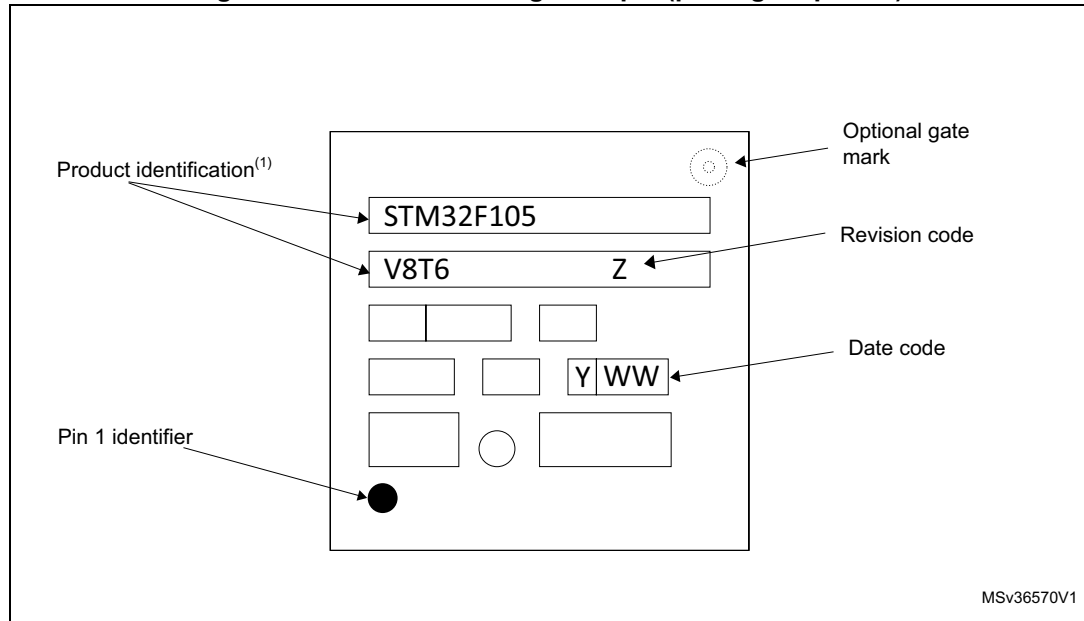 Optional gate
mark
Product identification(1)
STM32F105
Revision code
V8T6 Z
Date code
Y WW
Pin 1 identifier
MSv36570V1